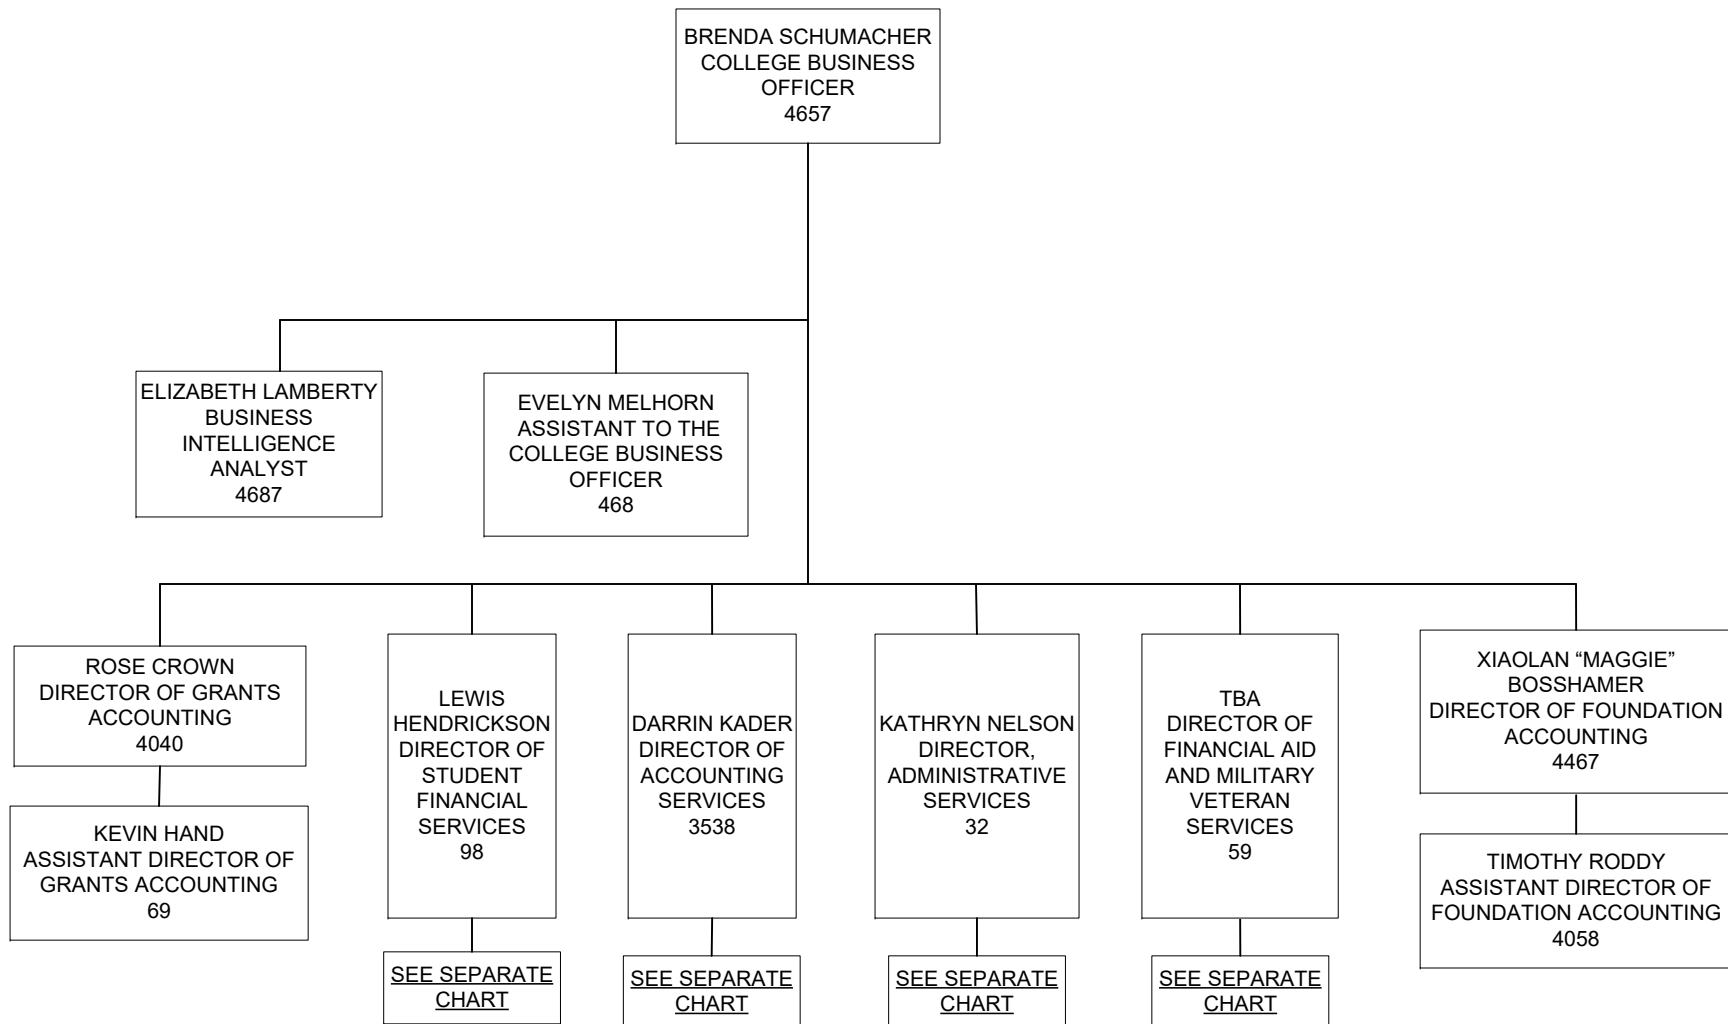 BRENDA SCHUMACHER
COLLEGE BUSINESS
OFFICER
4657
ELIZABETH LAMBERTY
BUSINESS
INTELLIGENCE
ANALYST
4687
EVELYN MELHORN
ASSISTANT TO THE
COLLEGE BUSINESS
OFFICER
468
ROSE CROWN
DIRECTOR OF GRANTS
ACCOUNTING
4040
KEVIN HAND
ASSISTANT DIRECTOR OF
GRANTS ACCOUNTING
69
LEWIS
HENDRICKSON
DIRECTOR OF
STUDENT
FINANCIAL
SERVICES
98
SEE SEPARATE
CHART
DARRIN KADER
DIRECTOR OF
ACCOUNTING
SERVICES
3538
SEE SEPARATE
CHART
KATHRYN NELSON
DIRECTOR,
ADMINISTRATIVE
SERVICES
32
SEE SEPARATE
CHART
TBA
DIRECTOR OF
FINANCIAL AID
AND MILITARY
VETERAN
SERVICES
59
SEE SEPARATE
CHART
XIAOLAN “MAGGIE”
BOSSHAMER
DIRECTOR OF FOUNDATION
ACCOUNTING
4467
TIMOTHY RODDY
ASSISTANT DIRECTOR OF
FOUNDATION ACCOUNTING
4058